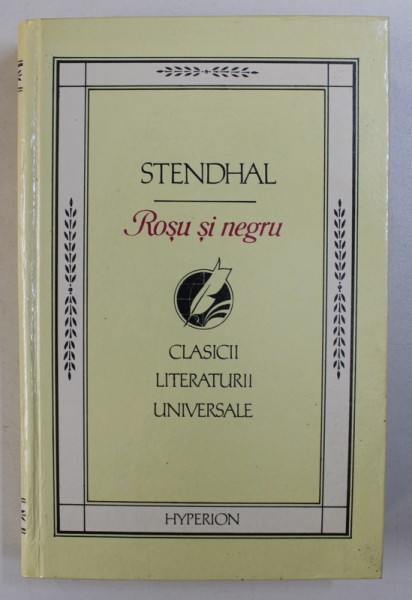 STENDHAL
Roșu și negru
CLASICII
LITERATURII
UNIVERSALE
HYPERION